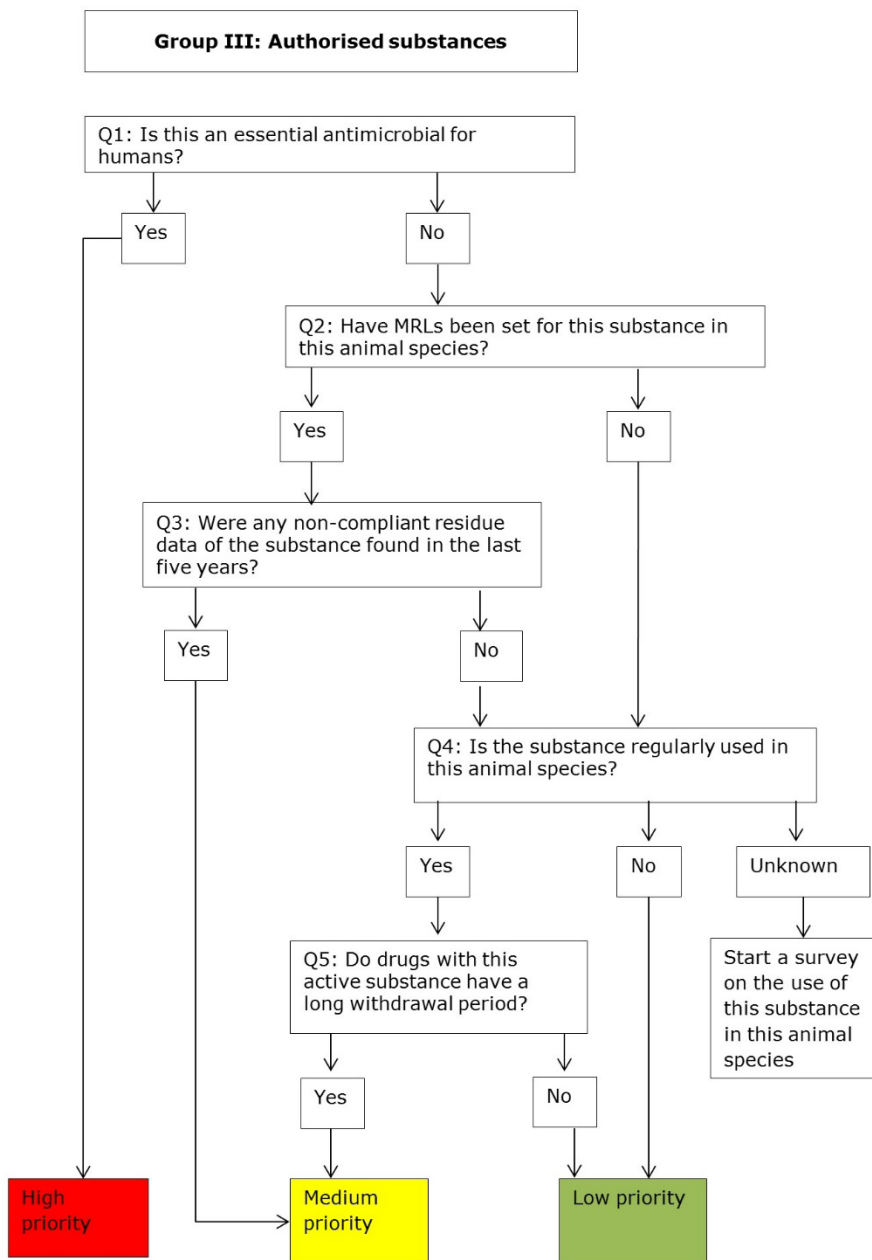 Group III: Authorised substances
Q1: Is this an essential antimicrobial for
humans?
Yes
No
Q2: Have MRLs been set for this substance in
this animal species?
Yes
No
Q3: Were any non-compliant residue
data of the substance found in the last
five years?
Yes
No
Q4: Is the substance regularly used in
this animal species?
Yes
No
Unknown
Q5: Do drugs with this
active substance have a
long withdrawal period?
Start a survey
on the use of
this substance
in this animal
species
Yes
No
High
priority
Medium
priority
Low priority